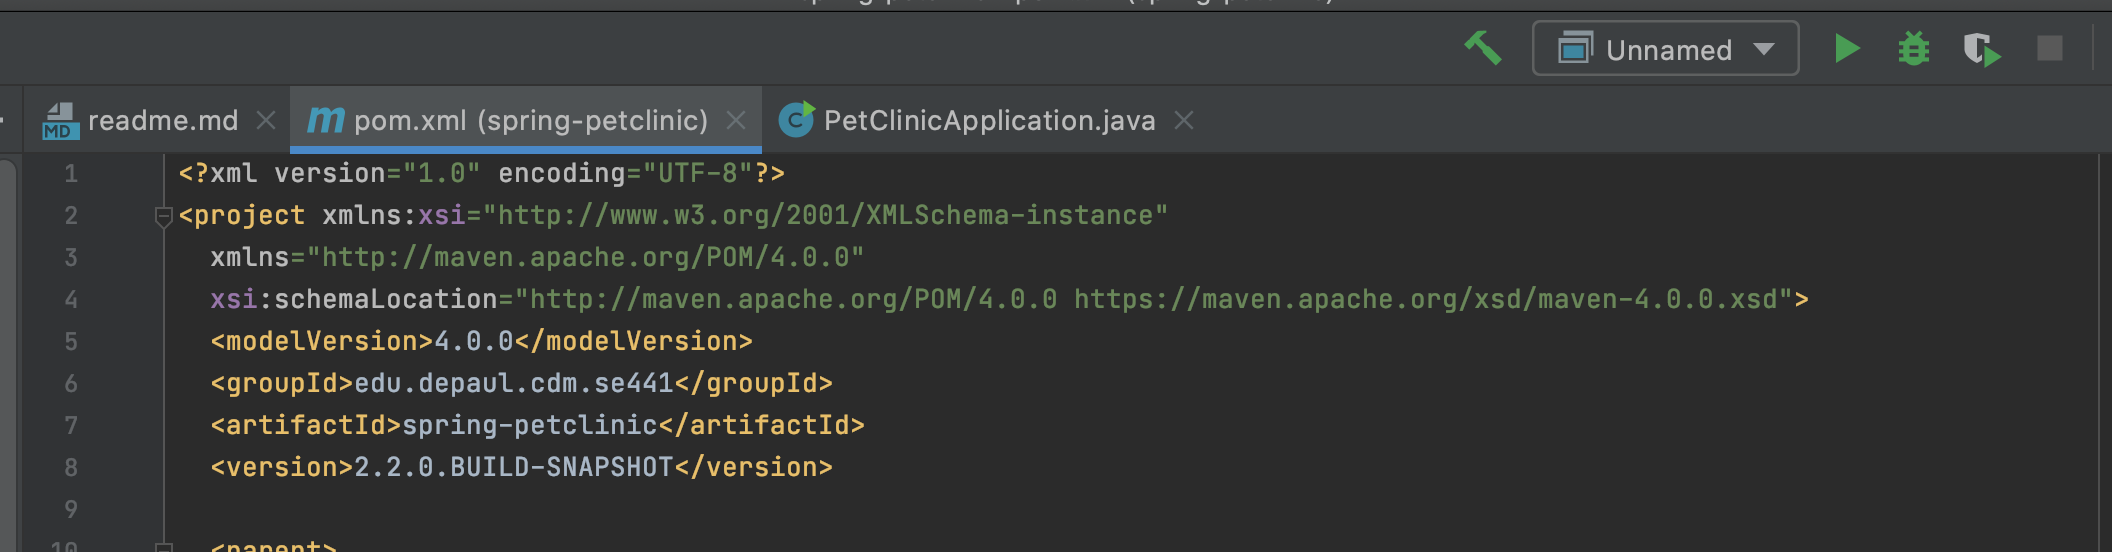 Unnamed
MD readme.md
m pom.xml (spring-petclinic)
C PetClinicApplication.java
1 <?xml version="1.0" encoding="UTF-8"?>
2 <project xmlns:xsi="http://www.w3.org/2001/XMLSchema-instance"
3 xmlns="http://maven.apache.org/POM/4.0.0"
4 xsi:schemaLocation="http://maven.apache.org/POM/4.0.0 https://maven.apache.org/xsd/maven-4.0.0.xsd">
5 <modelVersion>4.0.0</modelVersion>
6 <groupId>edu.depaul.cdm.se441</groupId>
7 <artifactId>spring-petclinic</artifactId>
8 <version>2.2.0.BUILD-SNAPSHOT</version>
9
10 <parent>